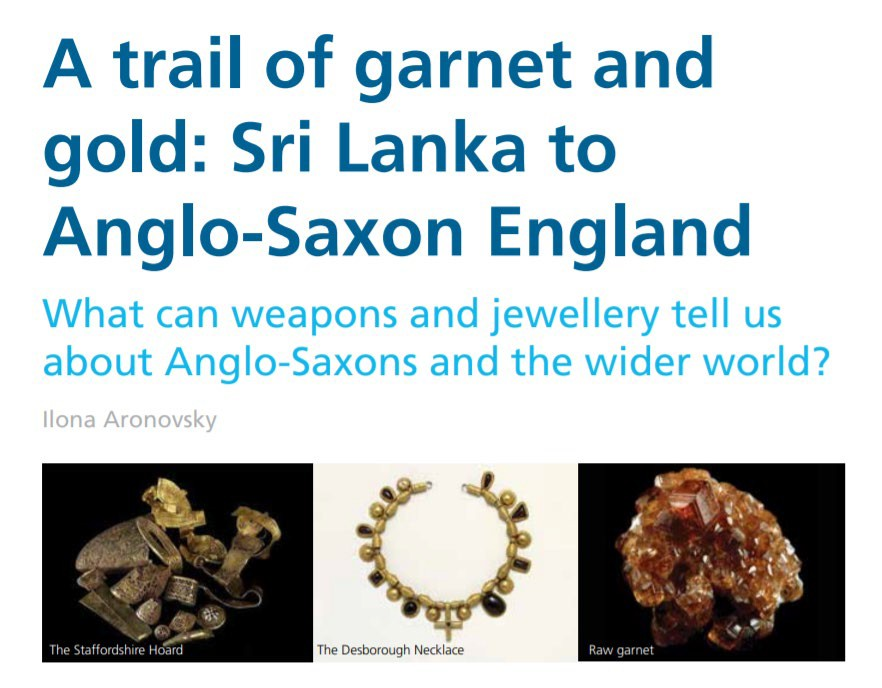 A trail of garnet and
gold: Sri Lanka to
Anglo-Saxon England
What can weapons and jewellery tell us
about Anglo-Saxons and the wider world?
Ilona Aronovsky
The Staffordshire Hoard
The Desborough Necklace
Raw garnet